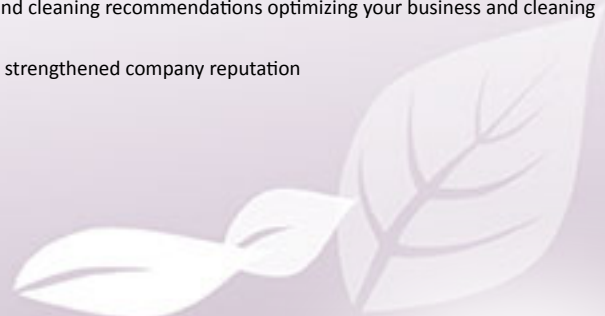 nd cleaning recommendations optimizing your business and cleaning
strengthened company reputation